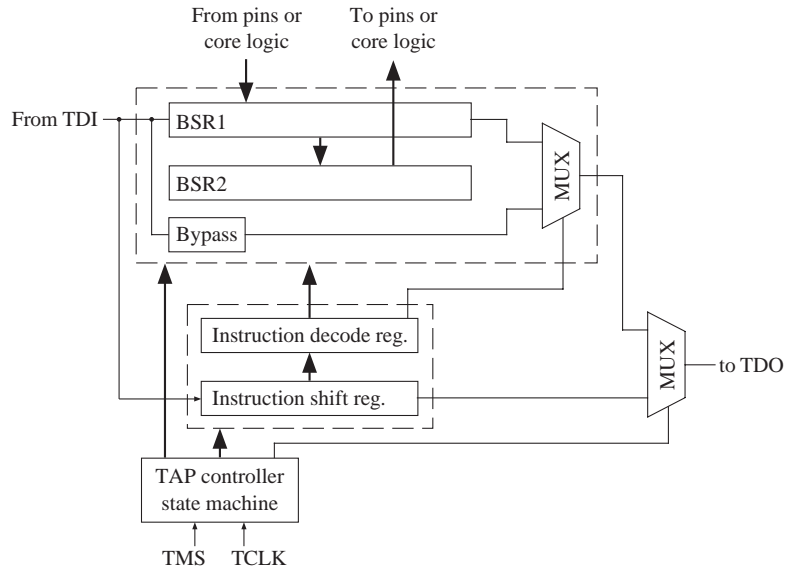 From pins or
core logic
To pins or
core logic
From TDI
BSR1
BSR2
MUX
Bypass
Instruction decode reg.
MUX
to TDO
Instruction shift reg.
TAP controller
state machine
TMS
TCLK